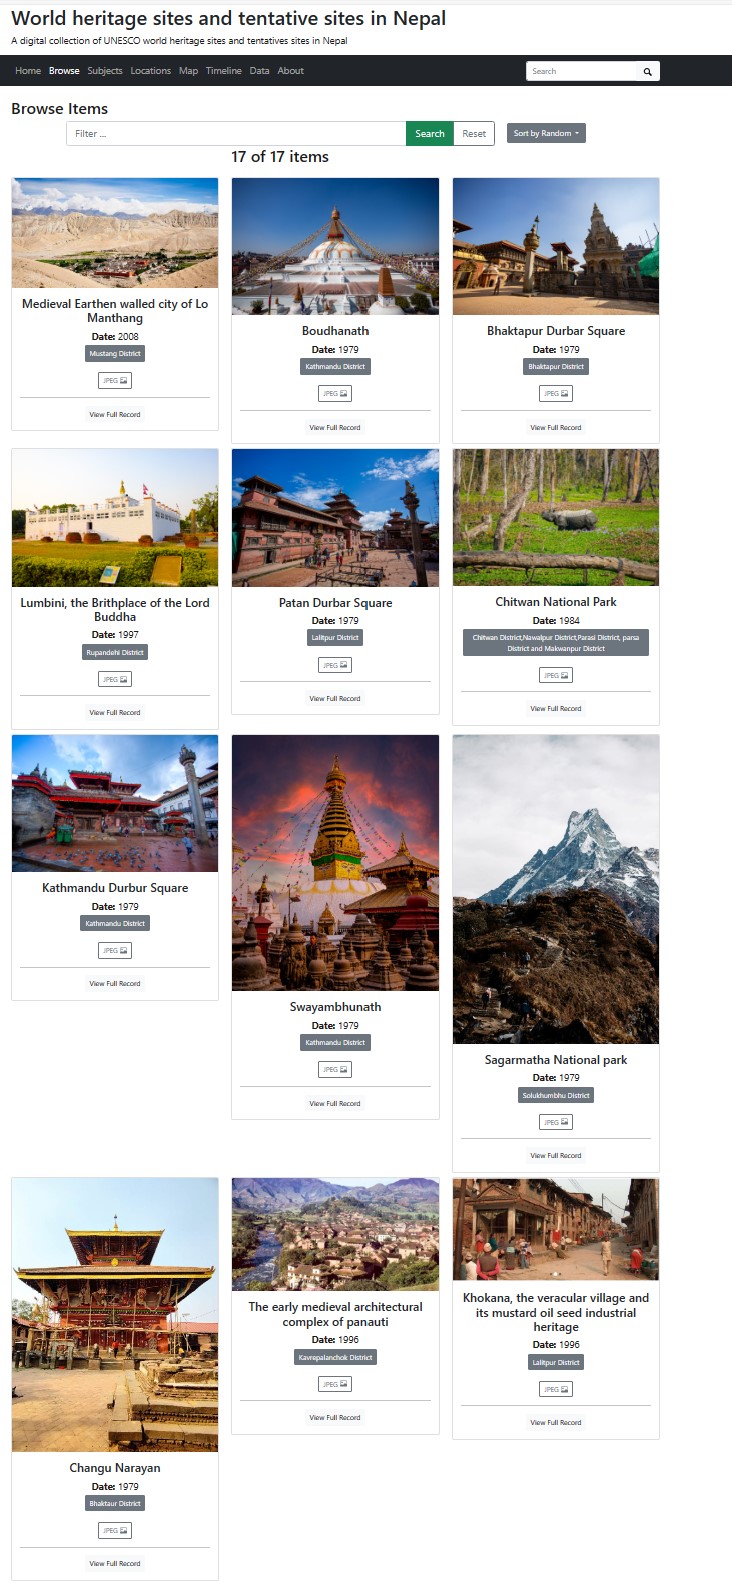 World heritage sites and tentative sites in Nepal
A digital collection of UNESCO world heritage sites and tentatives sites in Nepal
Home Browse Subjects Locations Map Timeline Data About
Search
Browse Items
Filter ...
Search
Reset
Sort by Random
17 of 17 items
Medieval Earthen walled city of Lo
Manthang
Date: 2008
Mustang District
JPEG
View Full Record
Boudhanath
Date: 1979
Kathmandu District
JPEG
View Full Record
Bhaktapur Durbar Square
Date: 1979
Bhaktapur District
JPEG
View Full Record
Lumbini, the Brithplace of the Lord
Buddha
Date: 1997
Rupandehi District
JPEG
View Full Record
Patan Durbar Square
Date: 1979
Lalitpur District
JPEG
View Full Record
Chitwan National Park
Date: 1984
Chitwan District,Nawalpur District,Parasi District, parsa
District and Makwanpur District
JPEG
View Full Record
Kathmandu Durbur Square
Date: 1979
Kathmandu District
JPEG
View Full Record
Swayambhunath
Date: 1979
Kathmandu District
JPEG
View Full Record
Sagarmatha National park
Date: 1979
Solukhumbhu District
JPEG
View Full Record
Changu Narayan
Date: 1979
Bhaktaur District
JPEG
View Full Record
The early medieval architectural
complex of panauti
Date: 1996
Kavrepalanchok District
JPEG
View Full Record
Khokana, the veracular village and
its mustard oil seed industrial
heritage
Date: 1996
Lalitpur District
JPEG
View Full Record